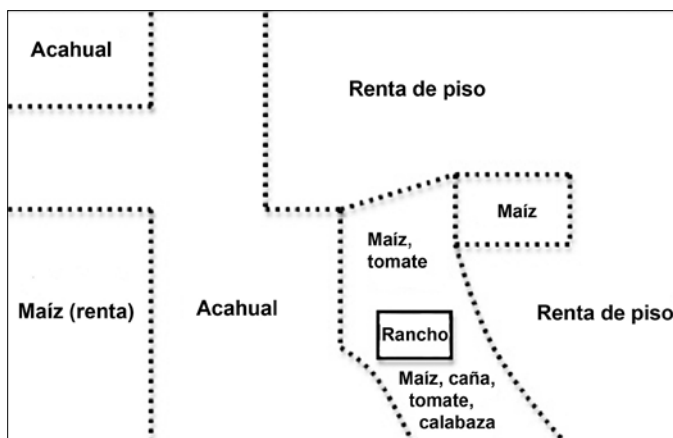 Acahual
Renta de piso
Maíz
Maíz,
tomate
Maíz (renta)
Acahual
Renta de piso
Rancho
Maíz, caña,
tomate,
calabaza